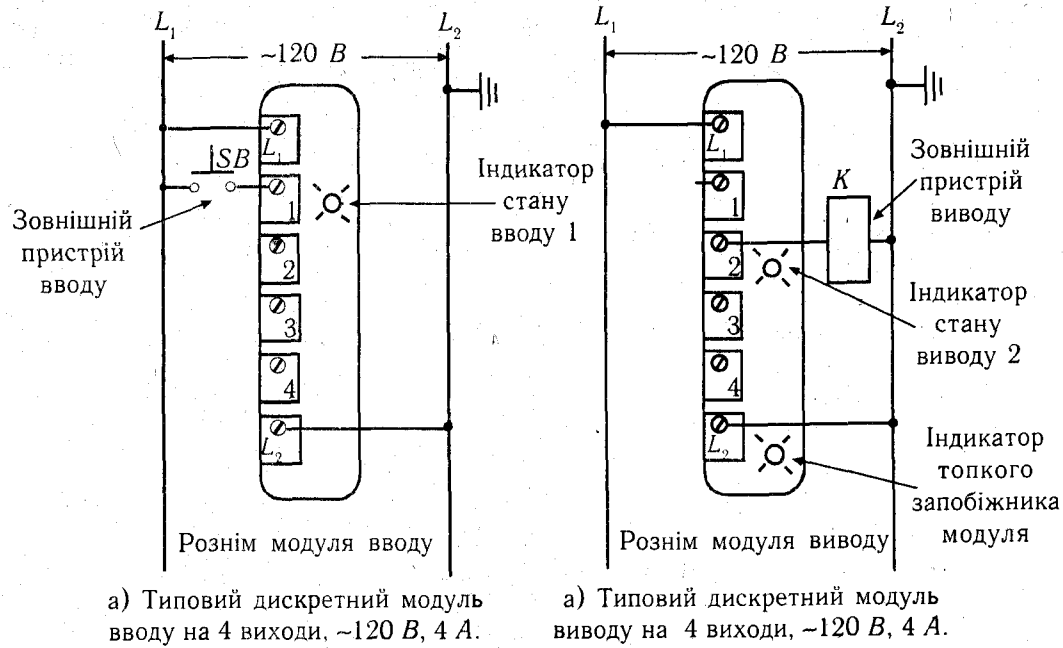 L₁
L₂
~120 В
L₁
SB
1
2
3
4
L₂
Зовнішній
пристрій
вводу
Індикатор
стану
вводу 1
Рознім модуля вводу
а) Типовий дискретний модуль
вводу на 4 виходи, ~120 В, 4 А.
L₁
L₂
~120 В
L₁
1
2
3
4
L₂
K
Зовнішній
пристрій
виводу
Індикатор
стану
виводу 2
Індикатор
топкого
запобіжника
модуля
Рознім модуля виводу
а) Типовий дискретний модуль
виводу на 4 виходи, ~120 В, 4 А.